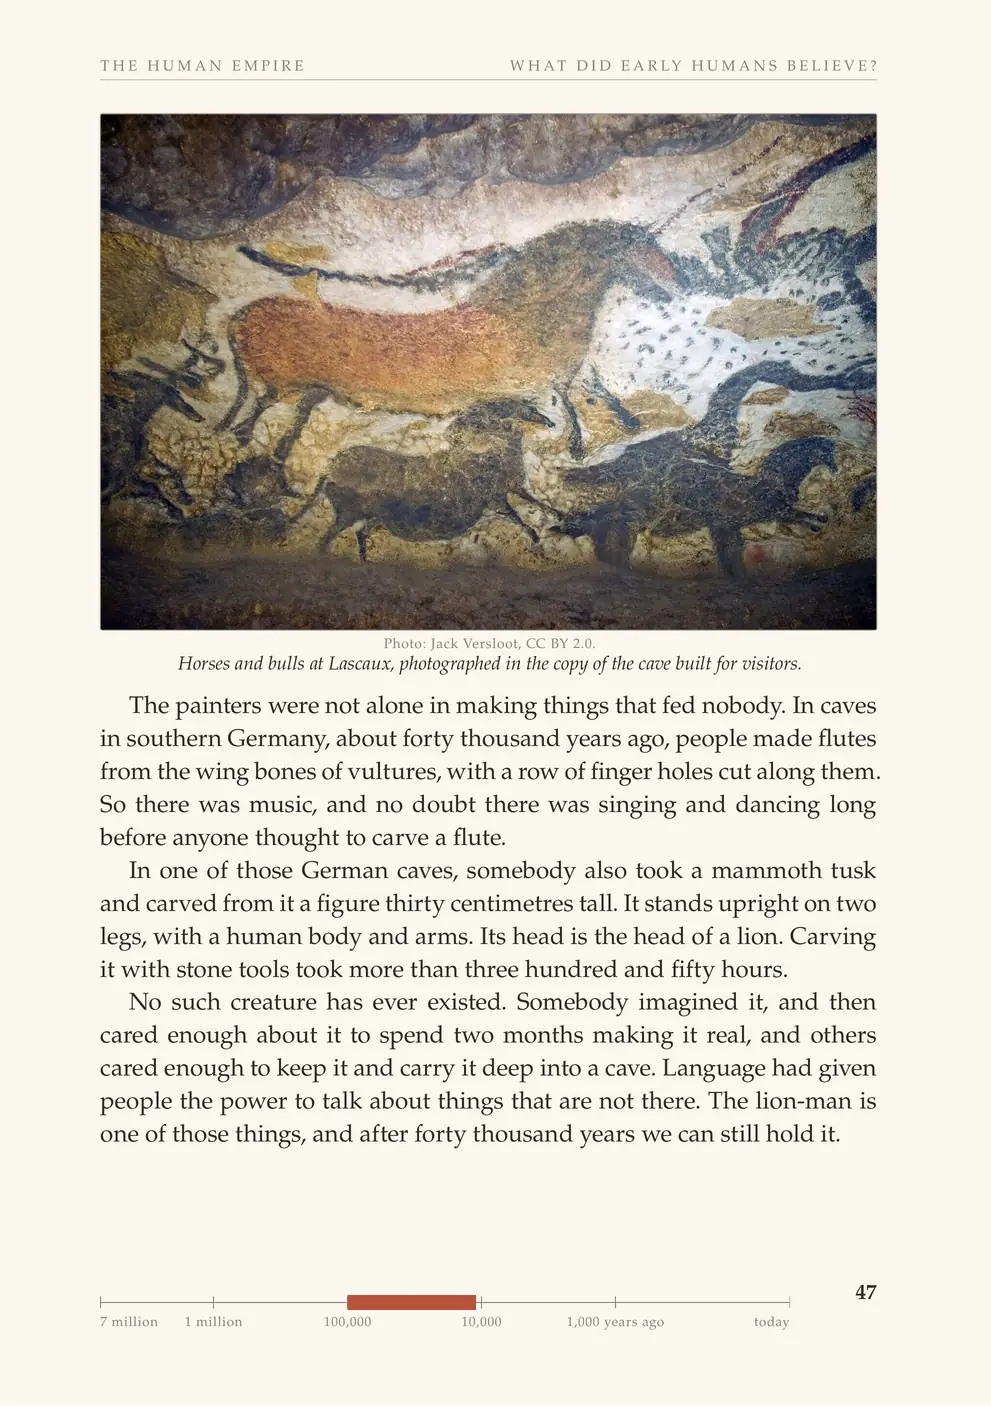 THE HUMAN EMPIRE
WHAT DID EARLY HUMANS BELIEVE?
Photo: Jack Versloot, CC BY 2.0.
Horses and bulls at Lascaux, photographed in the copy of the cave built for visitors.
The painters were not alone in making things that fed nobody. In caves
in southern Germany, about forty thousand years ago, people made flutes
from the wing bones of vultures, with a row of finger holes cut along them.
So there was music, and no doubt there was singing and dancing long
before anyone thought to carve a flute.
In one of those German caves, somebody also took a mammoth tusk
and carved from it a figure thirty centimetres tall. It stands upright on two
legs, with a human body and arms. Its head is the head of a lion. Carving
it with stone tools took more than three hundred and fifty hours.
No such creature has ever existed. Somebody imagined it, and then
cared enough about it to spend two months making it real, and others
cared enough to keep it and carry it deep into a cave. Language had given
people the power to talk about things that are not there. The lion-man is
one of those things, and after forty thousand years we can still hold it.
47
7 million 1 million 100,000 10,000 1,000 years ago today